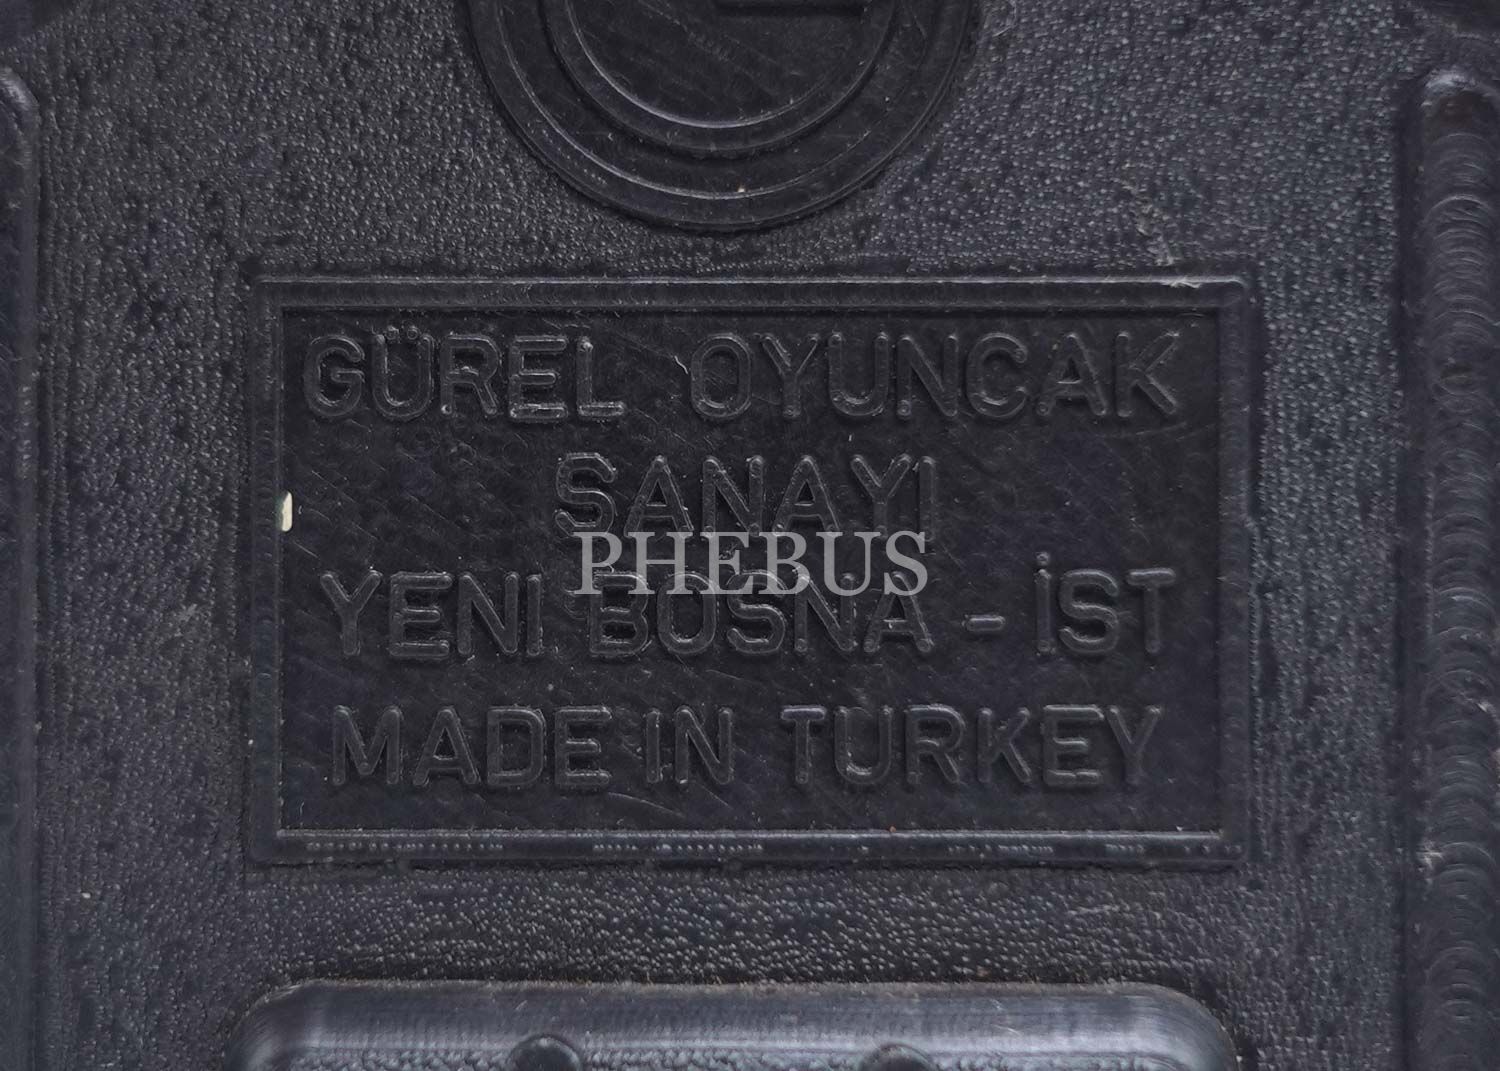 GÜREL OYUNCAK
SANAYI
PHEBUS
YENI BOSNA - İST
MADE IN TURKEY